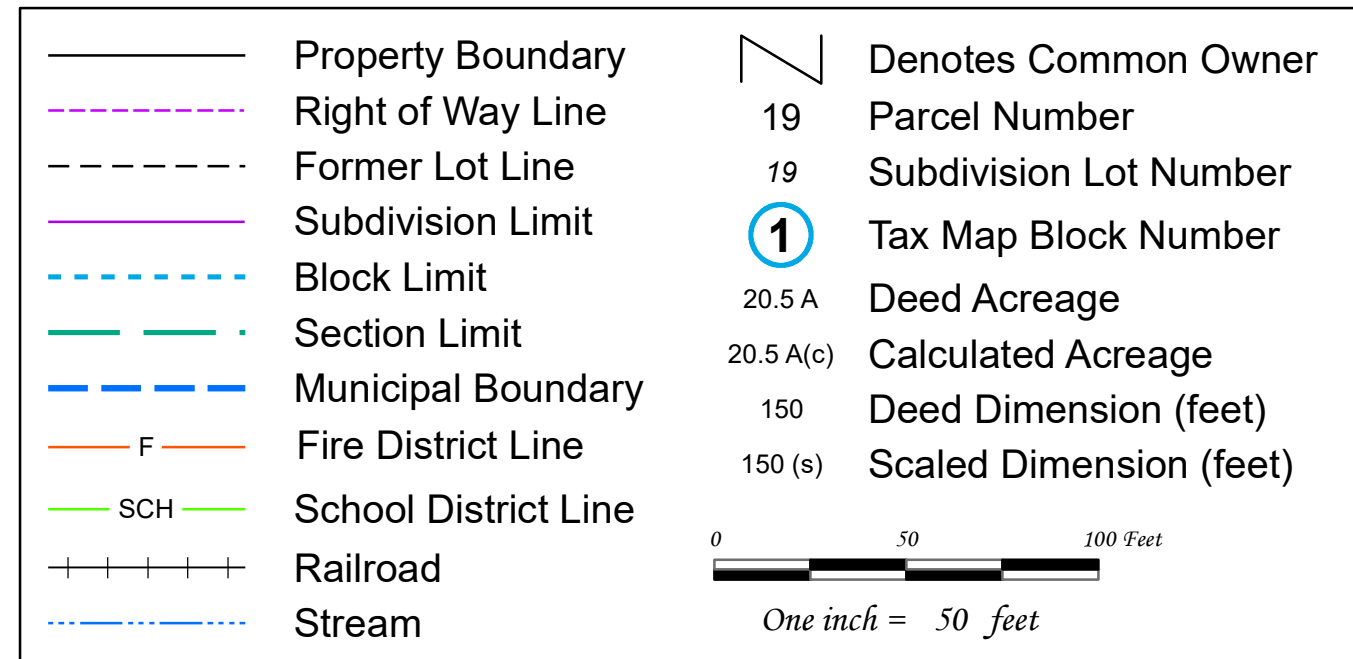 Property Boundary
Right of Way Line
Former Lot Line
Subdivision Limit
Block Limit
Section Limit
Municipal Boundary
F Fire District Line
SCH School District Line
Railroad
Stream
Denotes Common Owner
19 Parcel Number
19 Subdivision Lot Number
1 Tax Map Block Number
20.5 A Deed Acreage
20.5 A(c) Calculated Acreage
150 Deed Dimension (feet)
150 (s) Scaled Dimension (feet)
0 50 100 Feet
One inch = 50 feet